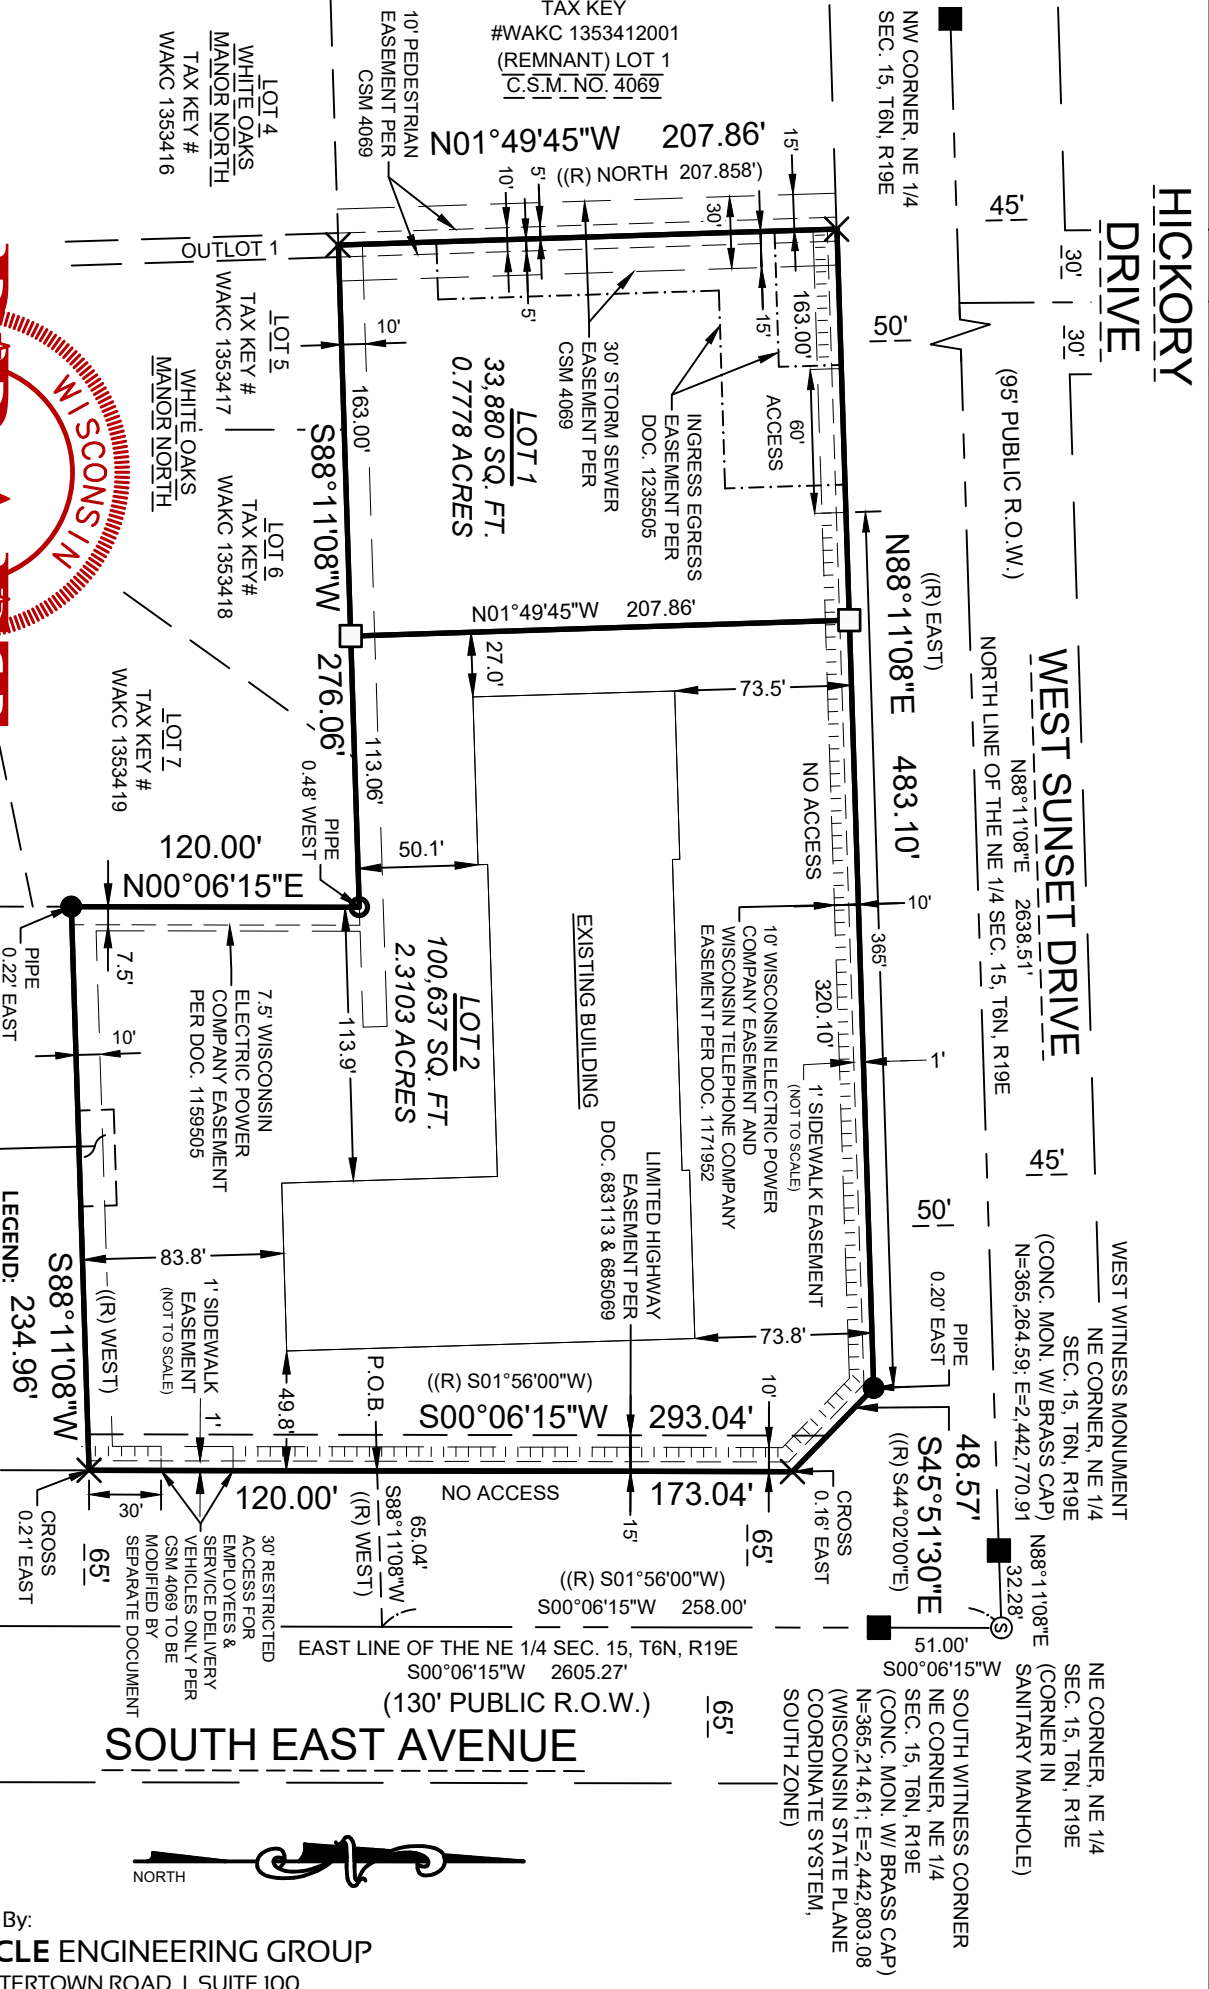 HICKORY
DRIVE
45'
30'
30'
50'
(95' PUBLIC R.O.W.)
WEST SUNSET DRIVE
N88°11'08"E 2638.51'
NORTH LINE OF THE NE 1/4 SEC. 15, T6N, R19E
45'
50'
NW CORNER, NE 1/4
SEC. 15, T6N, R19E
TAX KEY
#WAKC 1353412001
(REMNANT) LOT 1
C.S.M. NO. 4069
10' PEDESTRIAN
EASEMENT PER
CSM 4069
N01°49'45"W 207.86'
((R) NORTH 207.858')
15'
30'
5'
10'
5'
15'
163.00'
60'
ACCESS
((R) EAST)
N88°11'08"E 483.10'
365'
NO ACCESS
320.10'
10'
1'
INGRESS EGRESS
EASEMENT PER
DOC. 1235505
30' STORM SEWER
EASEMENT PER
CSM 4069
LOT 1
33,880 SQ. FT.
0.7778 ACRES
N01°49'45"W 207.86'
27.0'
73.5'
10'
163.00'
S88°11'08"W 276.06'
113.06'
50.1'
OUTLOT 1
LOT 4
WHITE OAKS
MANOR NORTH
TAX KEY #
WAKC 1353416
LOT 5
TAX KEY #
WAKC 1353417
WHITE OAKS
MANOR NORTH
LOT 6
TAX KEY#
WAKC 1353418
LOT 7
TAX KEY #
WAKC 1353419
WISCONSIN
PIPE
0.48' WEST
120.00'
N00°06'15"E
PIPE
0.22' EAST
7.5'
10'
7.5' WISCONSIN
ELECTRIC POWER
COMPANY EASEMENT
PER DOC. 1159505
LOT 2
100,637 SQ. FT.
2.3103 ACRES
113.9'
EXISTING BUILDING
10' WISCONSIN ELECTRIC POWER
COMPANY EASEMENT AND
WISCONSIN TELEPHONE COMPANY
EASEMENT PER DOC. 1171952
1' SIDEWALK EASEMENT
(NOT TO SCALE)
LIMITED HIGHWAY
EASEMENT PER
DOC. 683113 & 685069
73.8'
83.8'
49.8'
1' SIDEWALK
EASEMENT
(NOT TO SCALE)
1'
((R) WEST)
S88°11'08"W
234.96'
LEGEND:
P.O.B.
((R) S01°56'00"W)
S00°06'15"W 293.04'
10'
120.00'
NO ACCESS
173.04'
15'
30'
CROSS
0.21' EAST
65'
30' RESTRICTED
ACCESS FOR
EMPLOYEES &
SERVICE DELIVERY
VEHICLES ONLY PER
CSM 4069 TO BE
MODIFIED BY
SEPARATE DOCUMENT
65.04'
S88°11'08"W
((R) WEST)
CROSS
0.16' EAST
65'
PIPE
0.20' EAST
48.57'
S45°51'30"E
((R) S44°02'00"E)
WEST WITNESS MONUMENT
NE CORNER, NE 1/4
SEC. 15, T6N, R19E
(CONC. MON. W/ BRASS CAP)
N=365,264.59; E=2,442,770.91
N88°11'08"E
32.28'
S
51.00'
S00°06'15"W
NE CORNER, NE 1/4
SEC. 15, T6N, R19E
(CORNER IN
SANITARY MANHOLE)
SOUTH WITNESS CORNER
NE CORNER, NE 1/4
SEC. 15, T6N, R19E
(CONC. MON. W/ BRASS CAP)
N=365,214.61; E=2,442,803.08
(WISCONSIN STATE PLANE
COORDINATE SYSTEM,
SOUTH ZONE)
((R) S01°56'00"W)
S00°06'15"W 258.00'
EAST LINE OF THE NE 1/4 SEC. 15, T6N, R19E
S00°06'15"W 2605.27'
(130' PUBLIC R.O.W.)
65'
SOUTH EAST AVENUE
NORTH
By:
CLE ENGINEERING GROUP
TERTOWN ROAD | SUITE 100